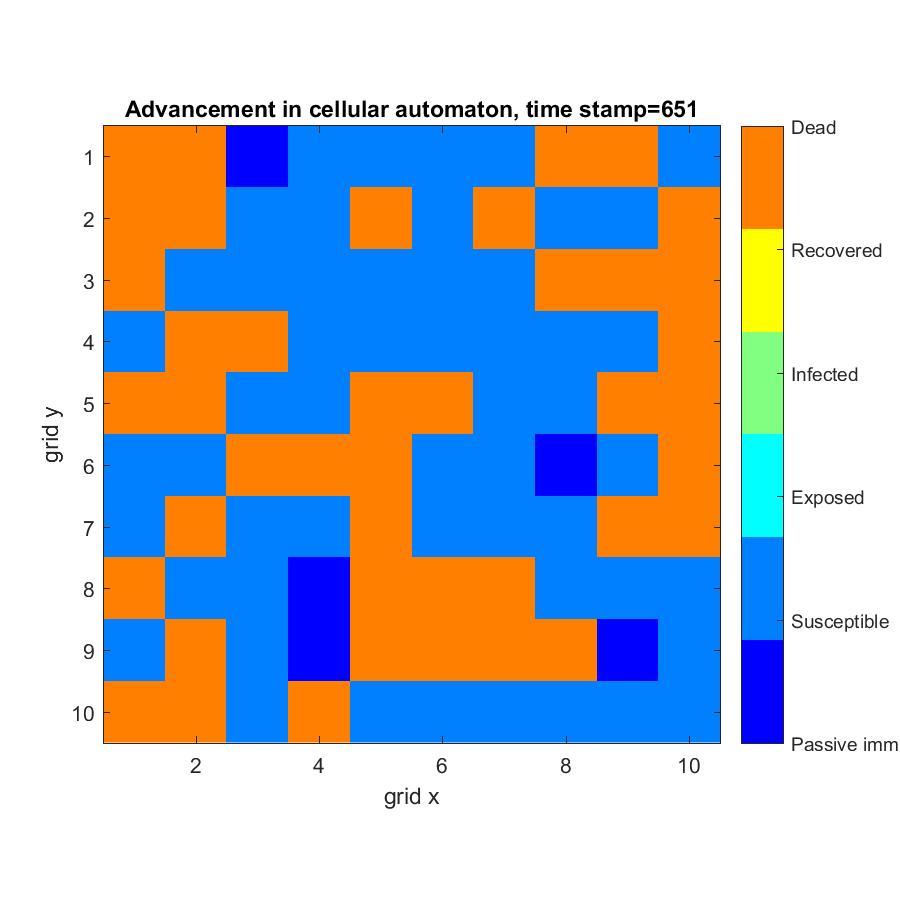 Advancement in cellular automaton, time stamp=651
1
2
3
4
5
6
7
8
9
10
grid y
2
4
6
8
10
grid x
Dead
Recovered
Infected
Exposed
Susceptible
Passive imm